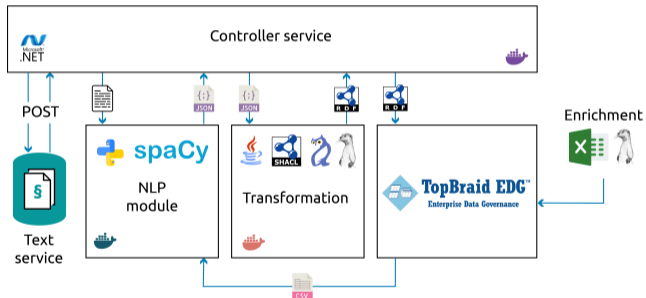 Controller service
Microsoft
.NET
POST
{:}
JSON
{:}
JSON
RDF
RDF
Enrichment
§
Text
service
spaCy
NLP
module
SHACL
Transformation
TopBraid EDG™
Enterprise Data Governance
X
CSV